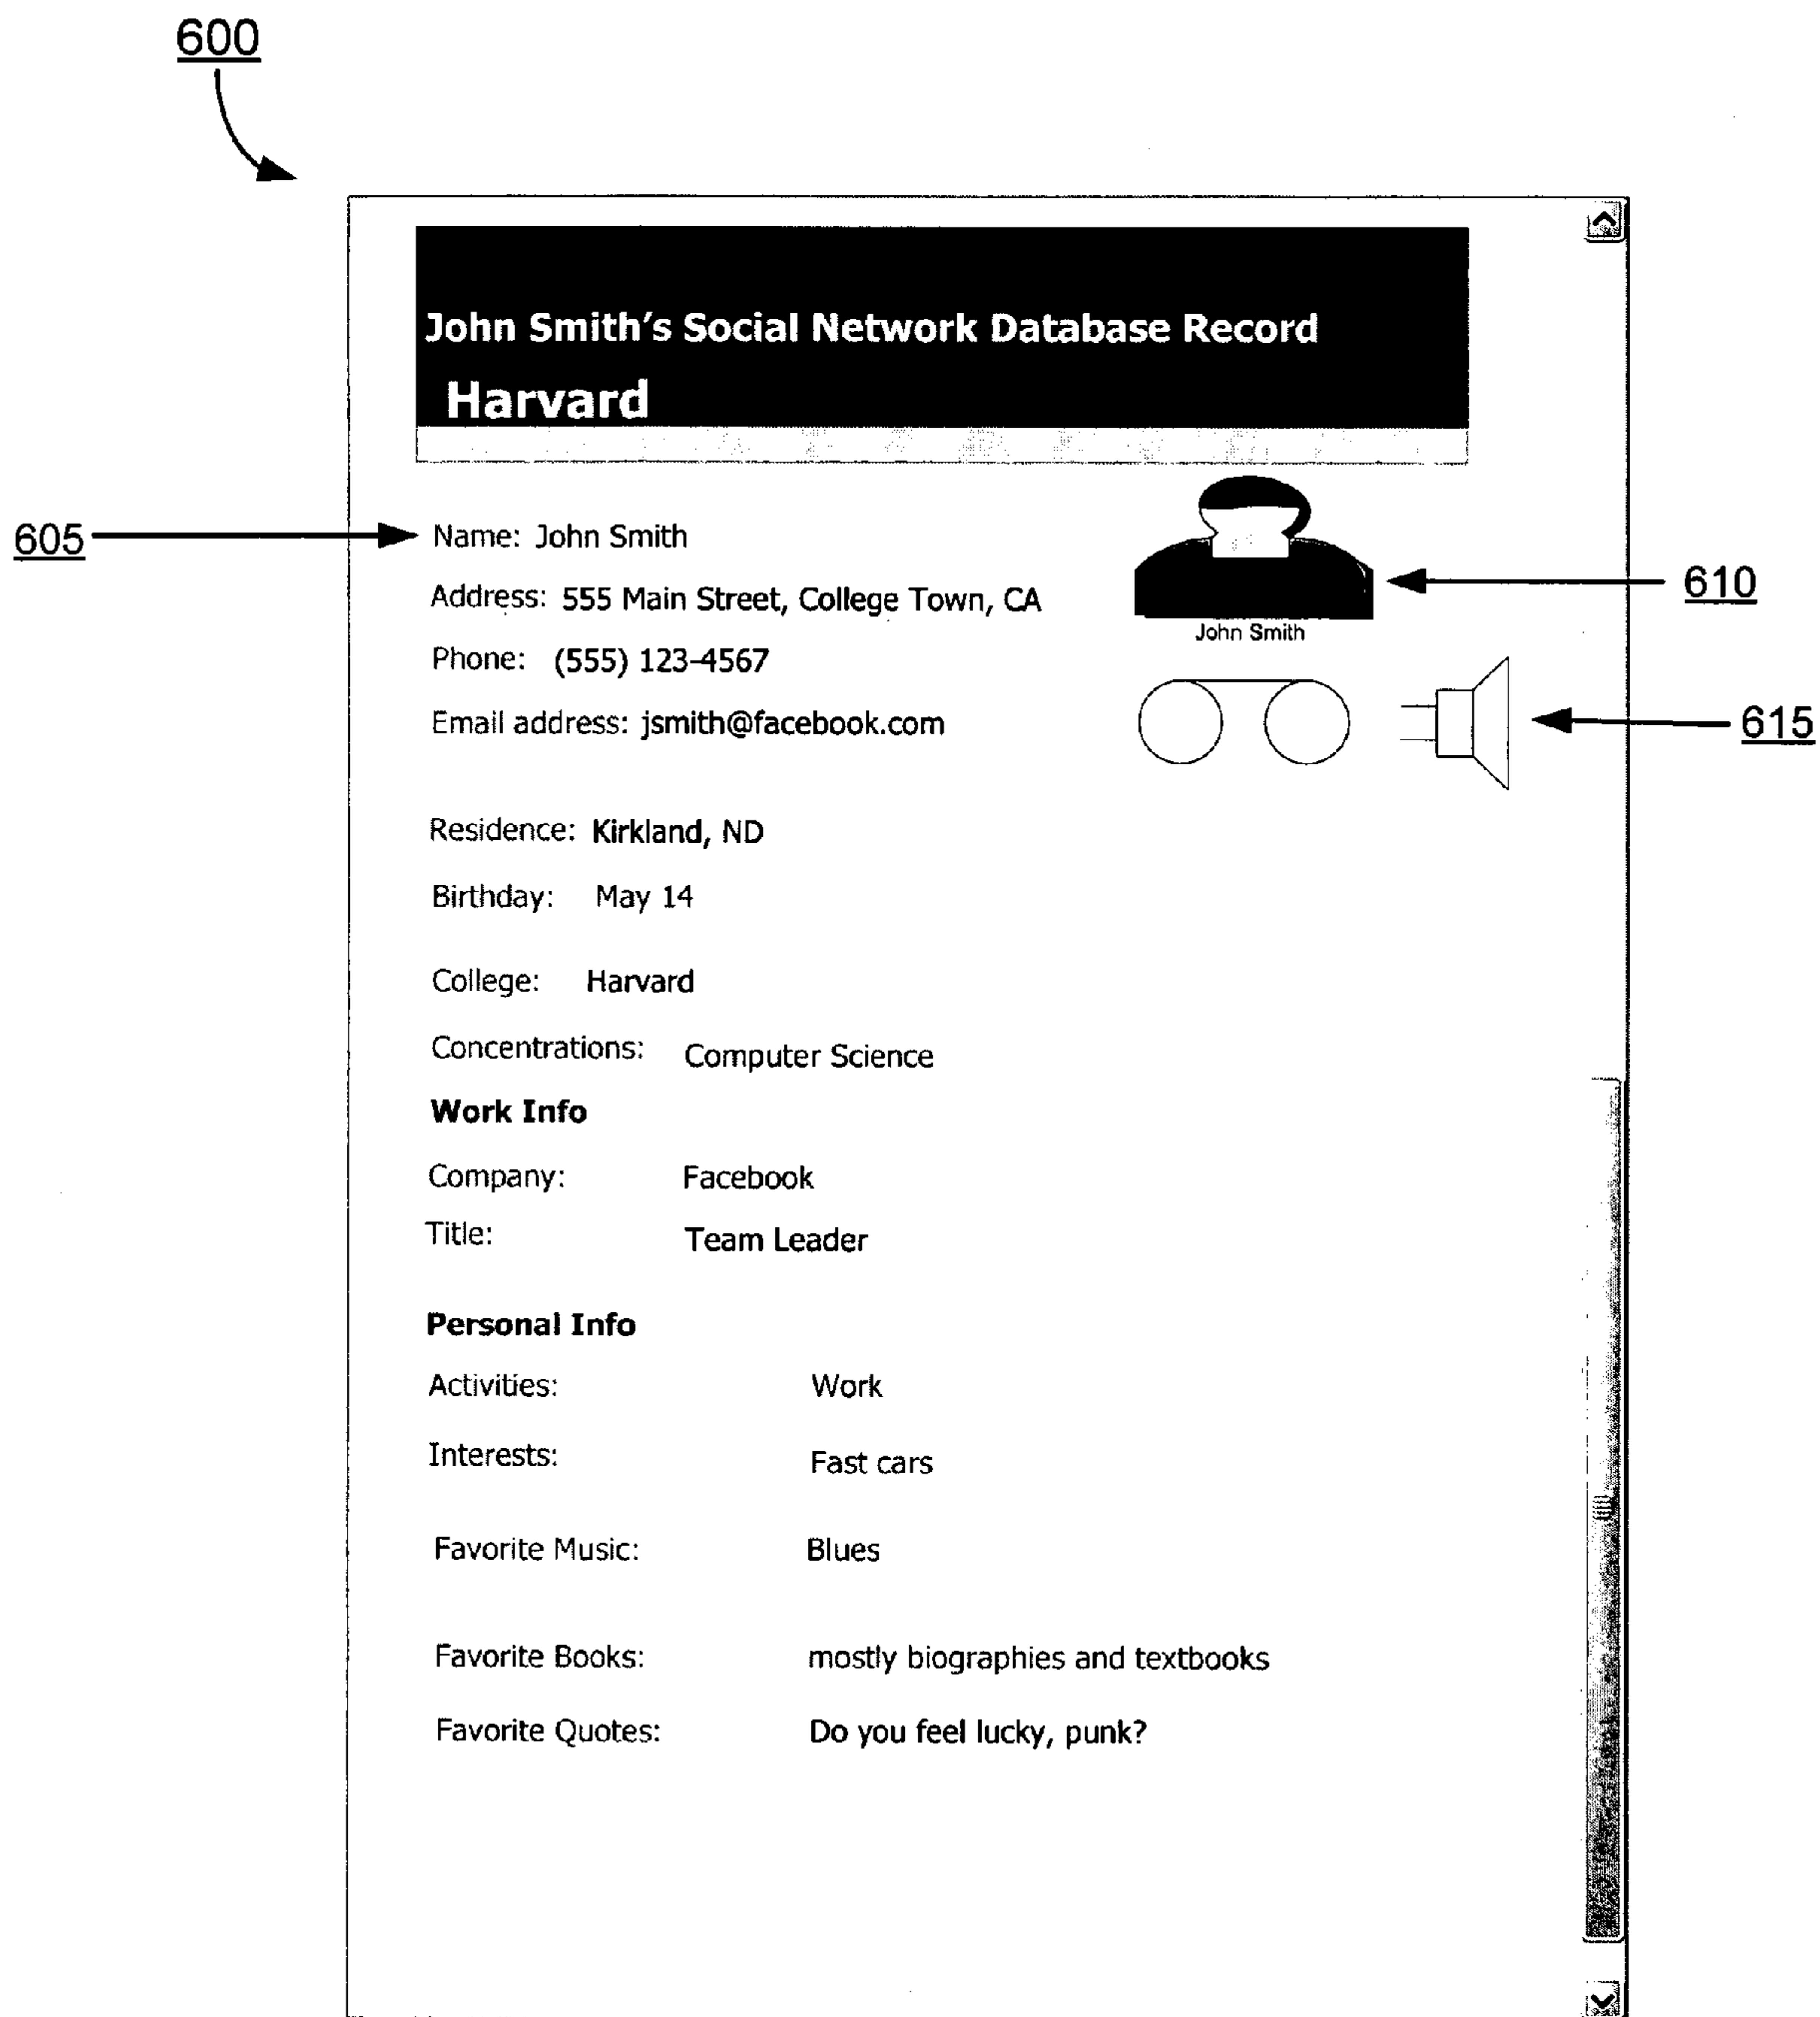 600
John Smith's Social Network Database Record
Harvard
605
Name: John Smith
610
Address: 555 Main Street, College Town, CA
John Smith
Phone: (555) 123-4567
615
Email address: jsmith@facebook.com
Residence: Kirkland, ND
Birthday: May 14
College: Harvard
Concentrations: Computer Science
Work Info
Company: Facebook
Title: Team Leader
Personal Info
Activities: Work
Interests: Fast cars
Favorite Music: Blues
Favorite Books: mostly biographies and textbooks
Favorite Quotes: Do you feel lucky, punk?